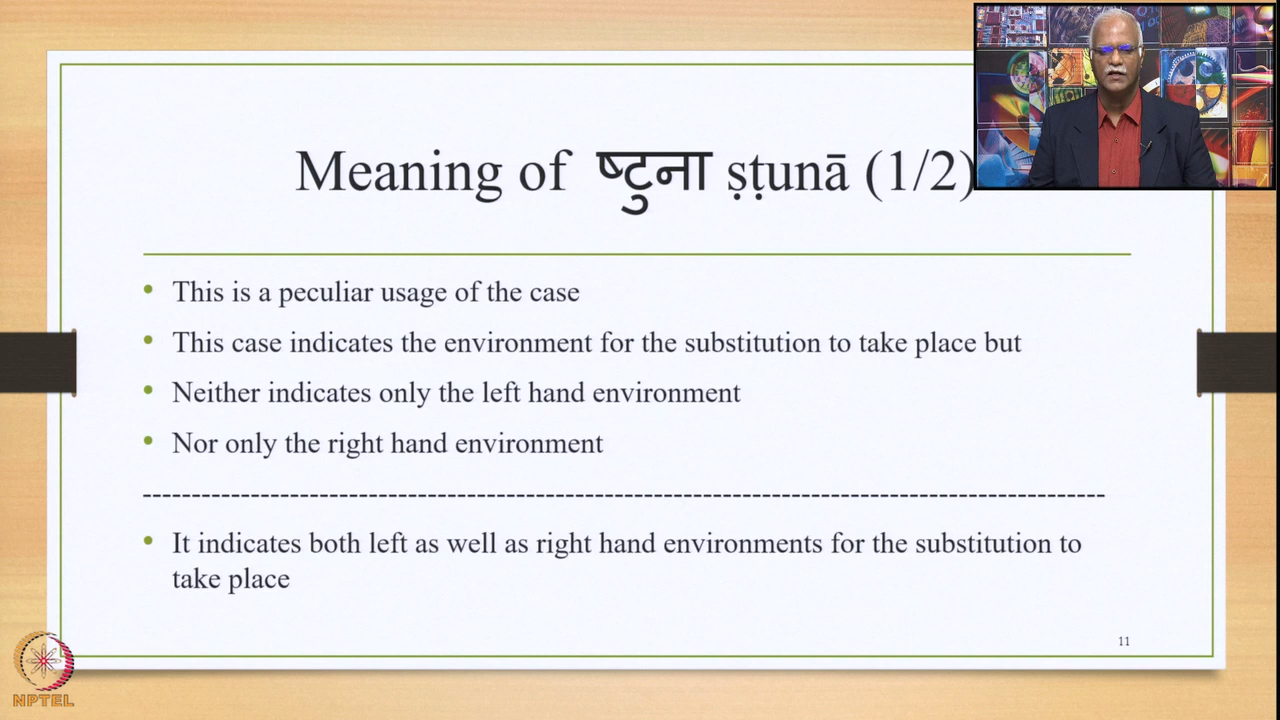 Meaning of ष्टुना ṣṭunā (1/2)
• This is a peculiar usage of the case
• This case indicates the environment for the substitution to take place but
• Neither indicates only the left hand environment
• Nor only the right hand environment
--------------------------------------------------------------------------------------------------
• It indicates both left as well as right hand environments for the substitution to
take place
11
NPTEL